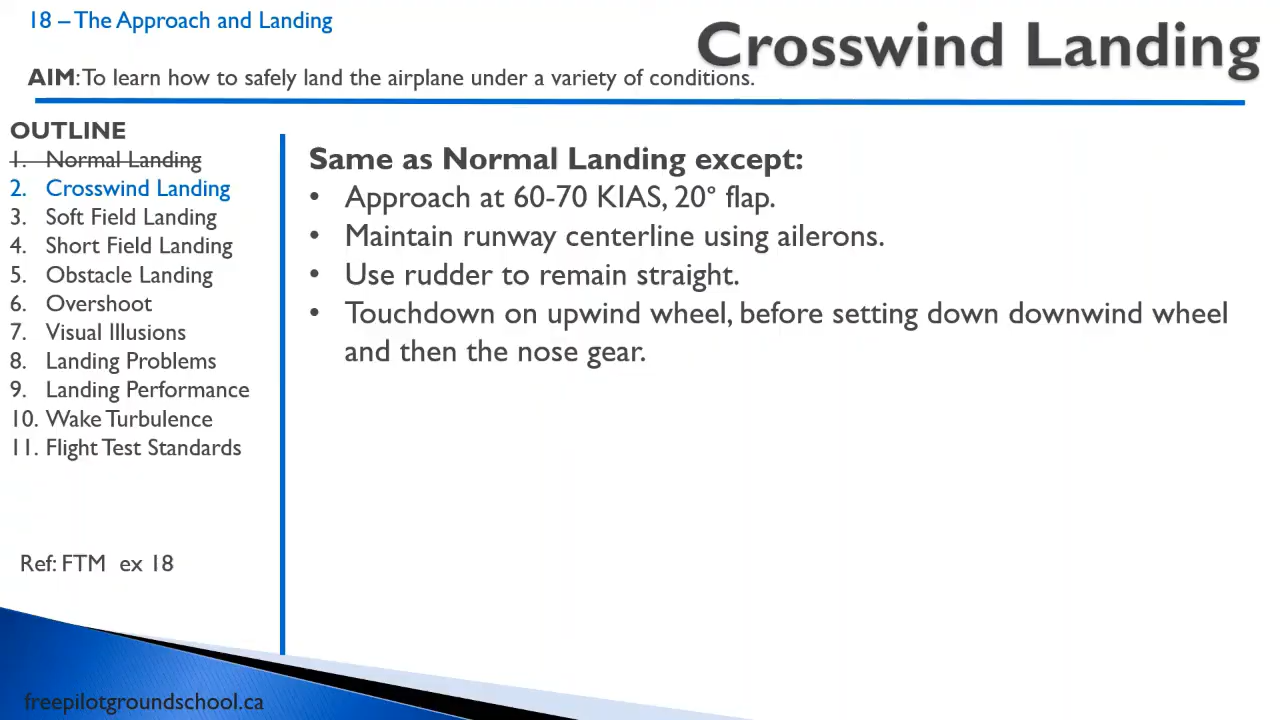 18 – The Approach and Landing
Crosswind Landing
AIM: To learn how to safely land the airplane under a variety of conditions.
OUTLINE
1. Normal Landing
2. Crosswind Landing
3. Soft Field Landing
4. Short Field Landing
5. Obstacle Landing
6. Overshoot
7. Visual Illusions
8. Landing Problems
9. Landing Performance
10. Wake Turbulence
11. Flight Test Standards
Ref: FTM ex 18
Same as Normal Landing except:
• Approach at 60-70 KIAS, 20° flap.
• Maintain runway centerline using ailerons.
• Use rudder to remain straight.
• Touchdown on upwind wheel, before setting down downwind wheel
and then the nose gear.
freepilotgroundschool.ca